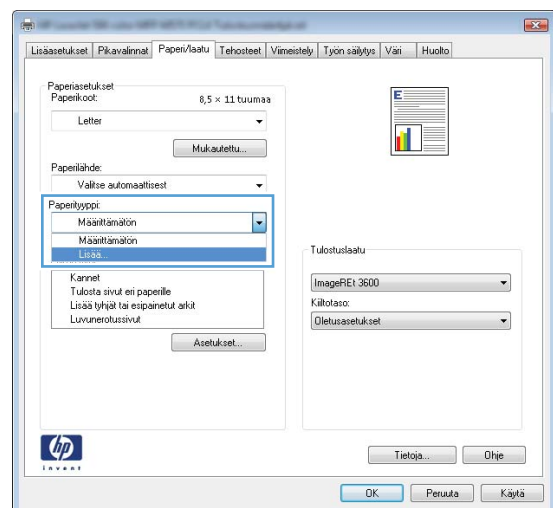 Lisäasetukset Pikavalinnat Paperi/laatu Tehosteet Viimeistely Työn säilytys Väri Huolto
Paperiasetukset
Paperikoot: 8,5 × 11 tuumaa
Letter
Mukautettu...
Paperilähde:
Valitse automaattisest
Paperityyppi:
Määrittämätön
Määrittämätön
Lisää...
Kannet
Tulosta sivut eri paperille
Lisää tyhjät tai esipainetut arkit
Luvunerotussivut
Asetukset...
E
Tulostuslaatu
ImageREt 3600
Kiiltotaso:
Oletusasetukset
hp
invent
Tietoja... Ohje
OK Peruuta Käytä